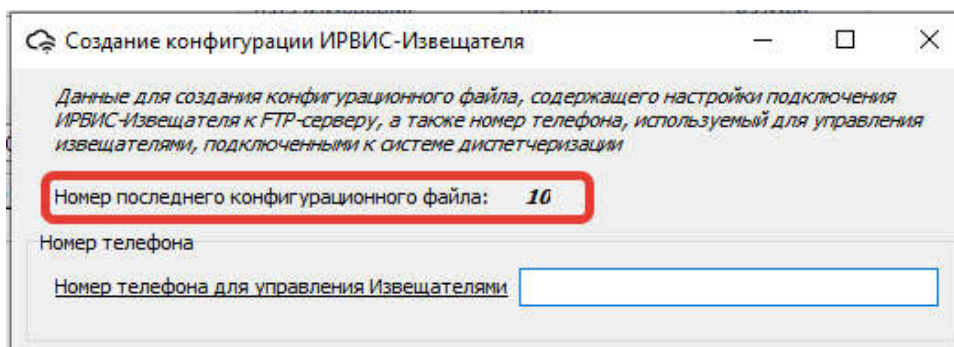 Создание конфигурации ИРВИС-Извещателя
Данные для создания конфигурационного файла, содержащего настройки подключения
ИРВИС-Извещателя к FTP-серверу, а также номер телефона, используемый для управления
извещателями, подключенными к системе диспетчеризации
Номер последнего конфигурационного файла: 10
Номер телефона
Номер телефона для управления Извещателями